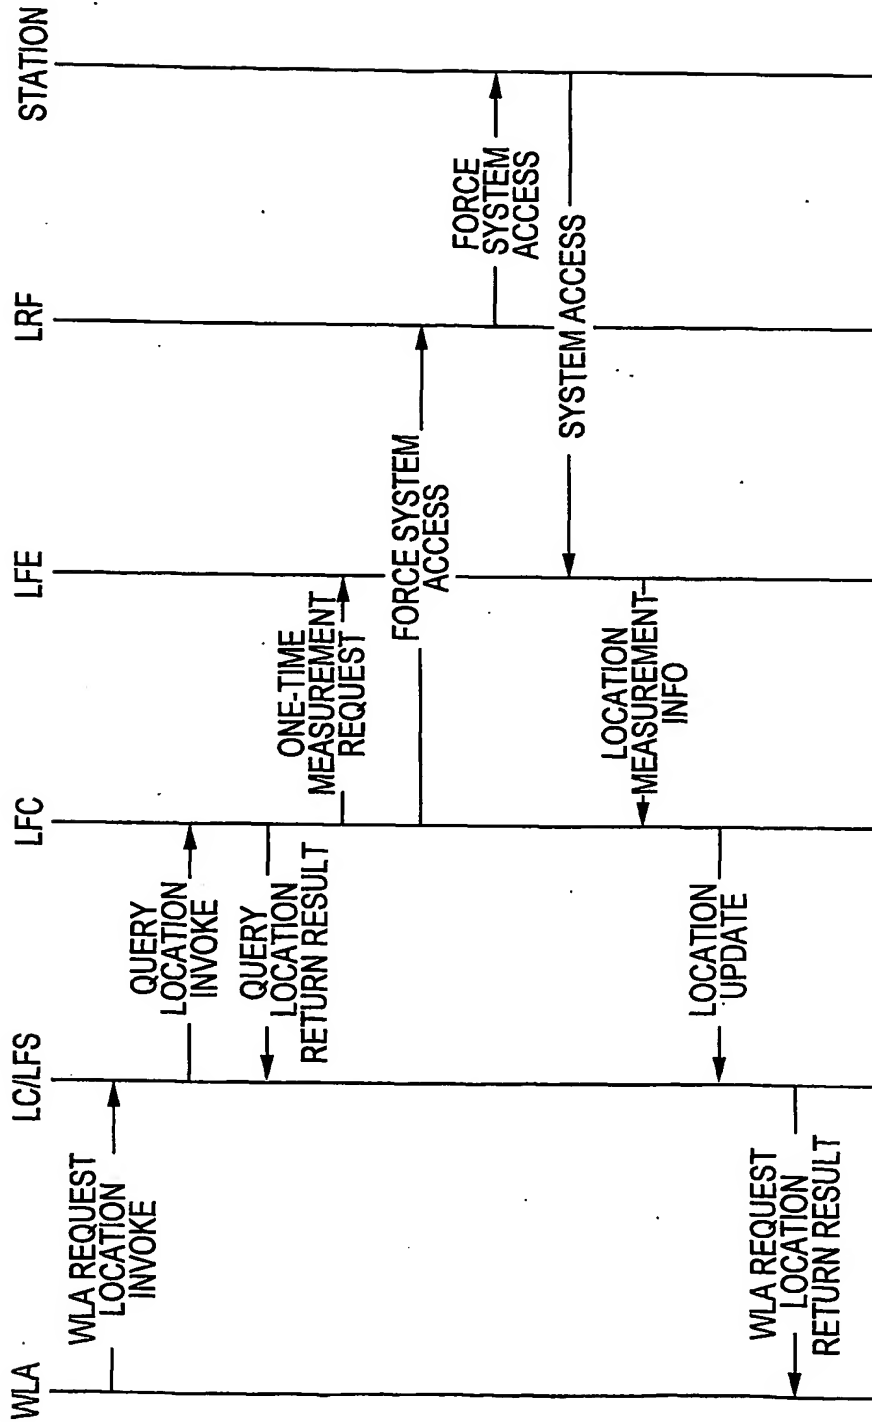 WLA
LC/LFS
LFC
LFE
LRF
STATION
WLA REQUEST
LOCATION
INVOKE
QUERY
LOCATION
INVOKE
QUERY
LOCATION
RETURN RESULT
ONE-TIME
MEASUREMENT
REQUEST
FORCE SYSTEM
ACCESS
FORCE
SYSTEM
ACCESS
SYSTEM ACCESS
LOCATION
MEASUREMENT
INFO
LOCATION
UPDATE
WLA REQUEST
LOCATION
RETURN RESULT